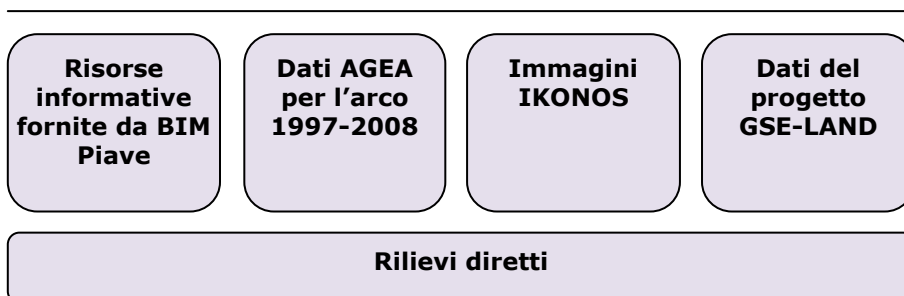 Risorse
informative
fornite da BIM
Piave
Dati AGEA
per l’arco
1997-2008
Immagini
IKONOS
Dati del
progetto
GSE-LAND
Rilievi diretti